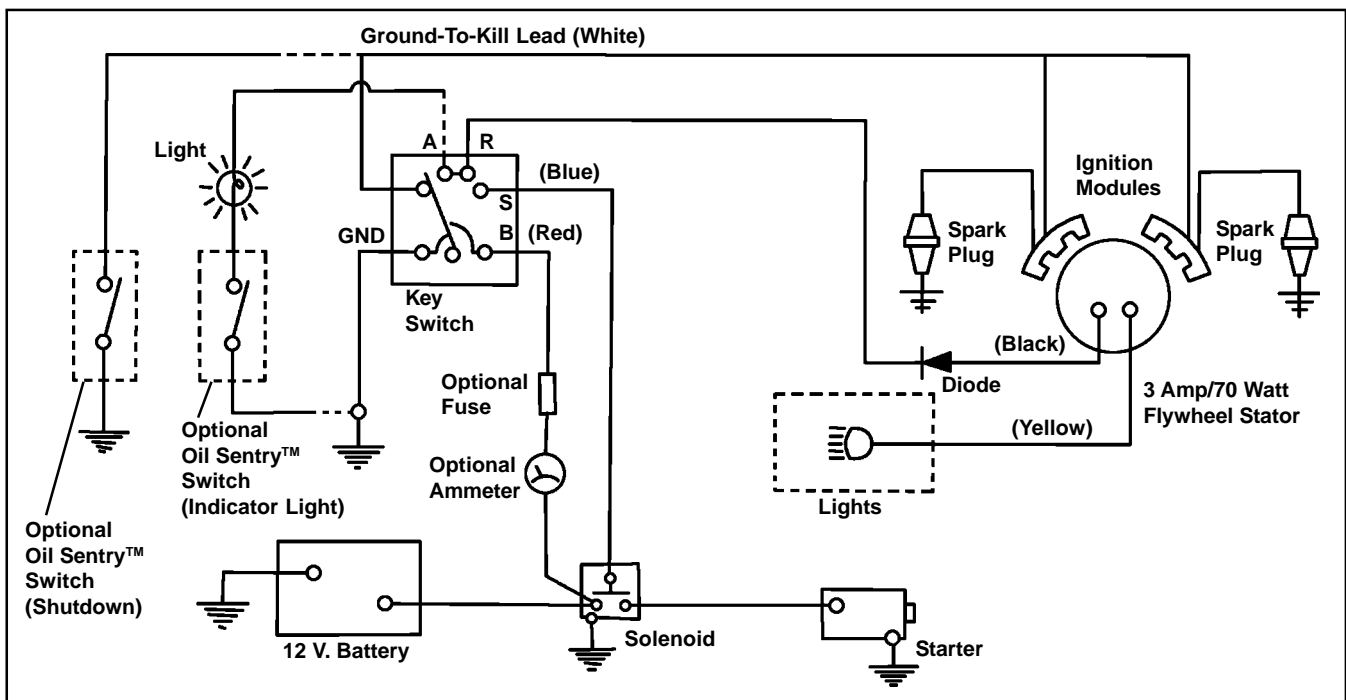 Ground-To-Kill Lead (White)
Light
A
R
(Blue)
S
GND
B
(Red)
Key
Switch
Ignition
Modules
Spark
Plug
Spark
Plug
(Black)
Diode
3 Amp/70 Watt
Flywheel Stator
(Yellow)
Lights
Optional
Fuse
Optional
Ammeter
Optional
Oil Sentry™
Switch
(Indicator Light)
Optional
Oil Sentry™
Switch
(Shutdown)
12 V. Battery
Solenoid
Starter